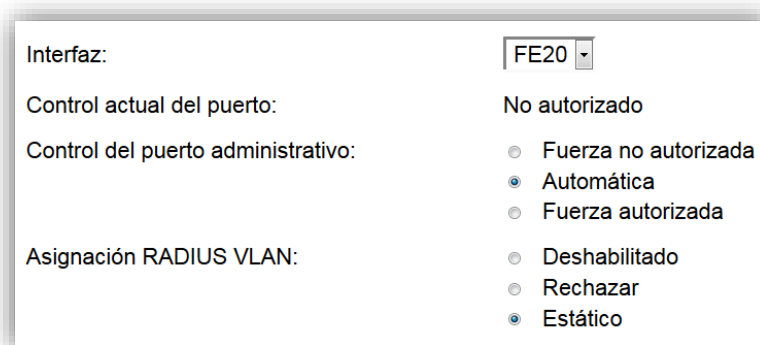 Interfaz: FE20
Control actual del puerto: No autorizado
Control del puerto administrativo: Fuerza no autorizada
Automática
Fuerza autorizada
Asignación RADIUS VLAN: Deshabilitado
Rechazar
Estático